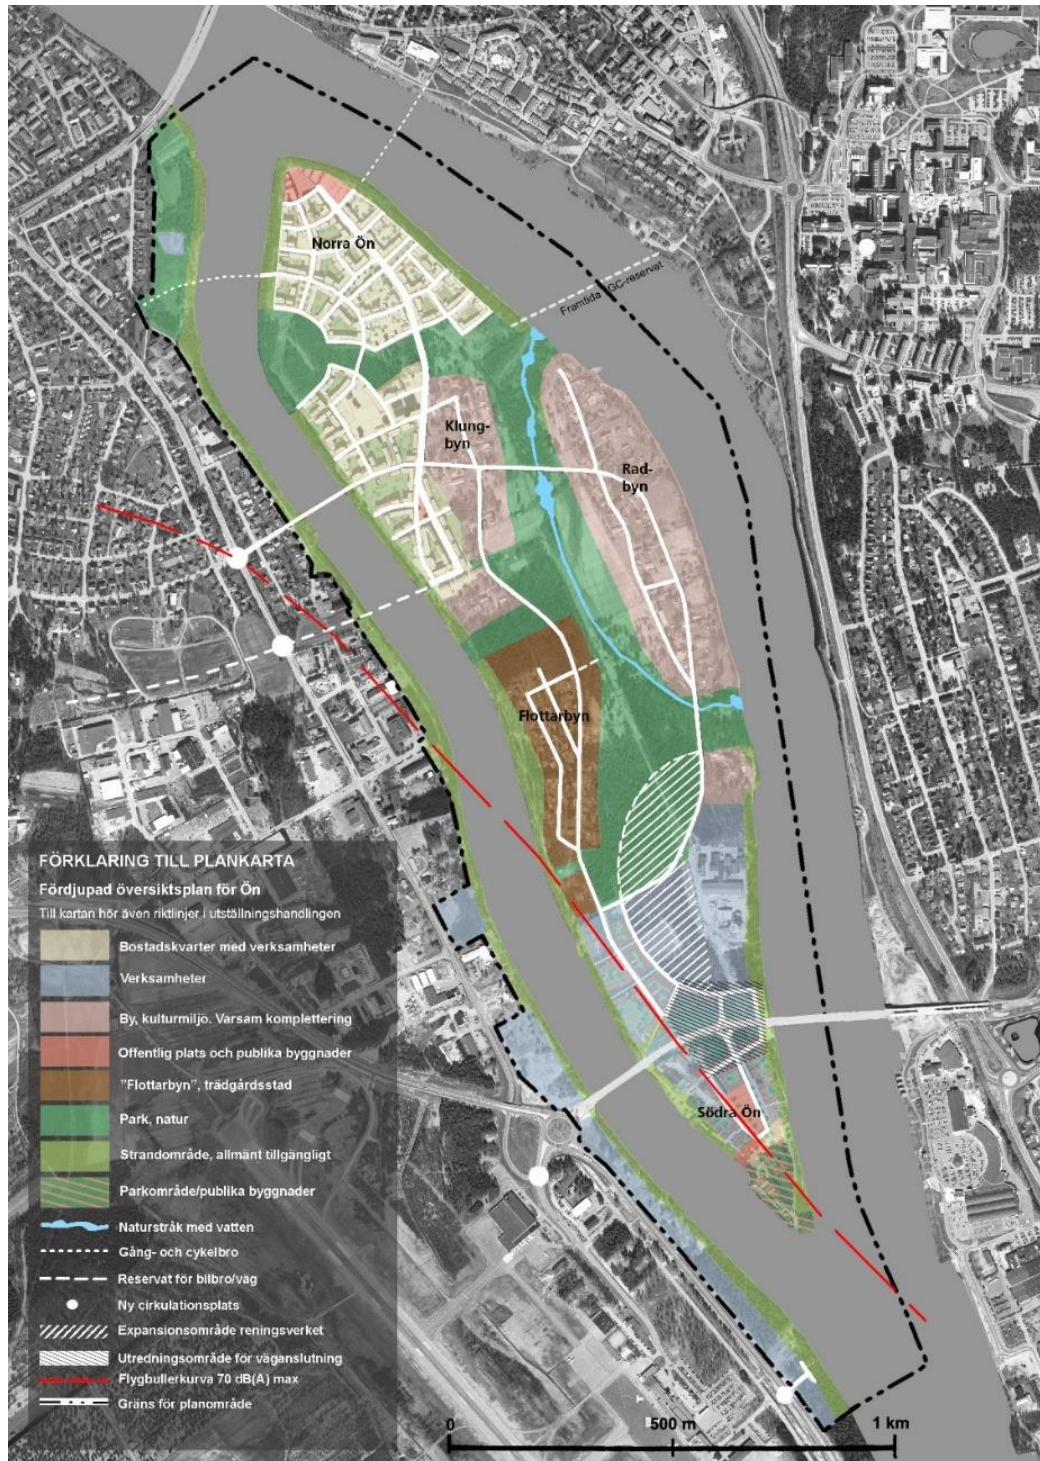 Norra Ön
Framtida GC-reservat
Klung-
byn
Rad-
byn
Flottarbyn
Södra Ön
FÖRKLARING TILL PLANKARTA
Fördjupad översiktsplan för Ön
Till kartan hör även riktlinjer i utställningshandlingen
Bostadskvarter med verksamheter
Verksamheter
By, kulturmiljö. Varsam komplettering
Offentlig plats och publika byggnader
"Flottarbyn", trädgårdsstad
Park, natur
Strandområde, allmänt tillgängligt
Parkområde/publika byggnader
Naturstråk med vatten
Gång- och cykelbro
Reservat för bilbro/väg
Ny cirkulationsplats
Expansionsområde reningsverket
Utredningsområde för väganslutning
Flygbullerkurva 70 dB(A) max
Gräns för planområde
0 500 m 1 km